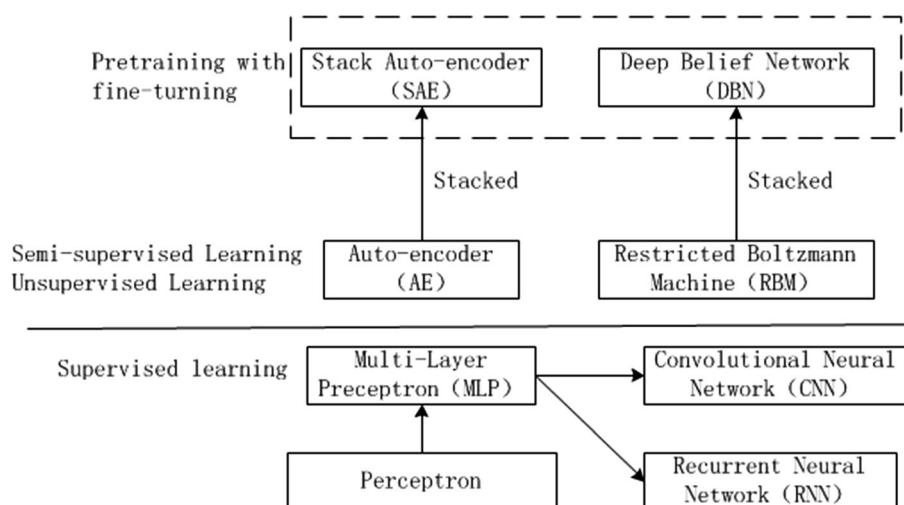 Pretraining with
fine-turning
Stack Auto-encoder
(SAE)
Deep Belief Network
(DBN)
Stacked
Stacked
Semi-supervised Learning
Unsupervised Learning
Auto-encoder
(AE)
Restricted Boltzmann
Machine (RBM)
Supervised learning
Multi-Layer
Preceptron (MLP)
Convolutional Neural
Network (CNN)
Perceptron
Recurrent Neural
Network (RNN)